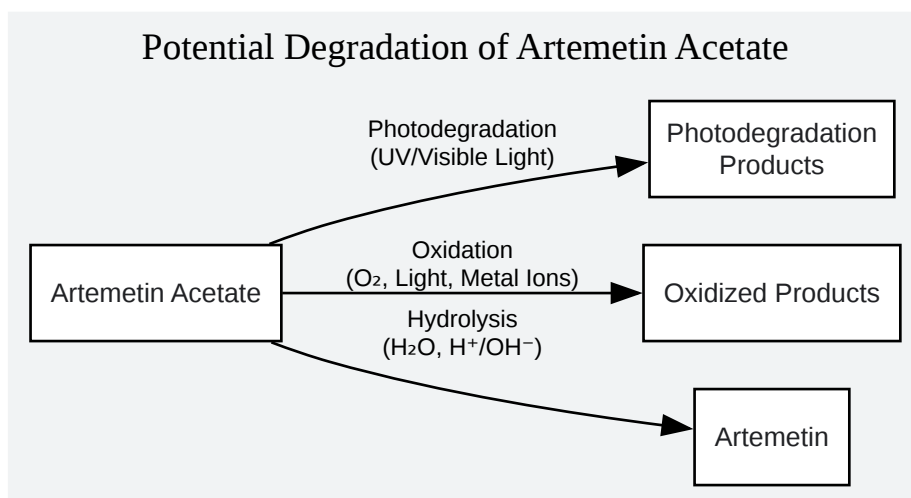 Potential Degradation of Artemetin Acetate
Photodegradation
(UV/Visible Light)
Photodegradation
Products
Artemetin Acetate
Oxidation
(O₂, Light, Metal Ions)
Oxidized Products
Hydrolysis
(H₂O, H⁺/OH⁻)
Artemetin